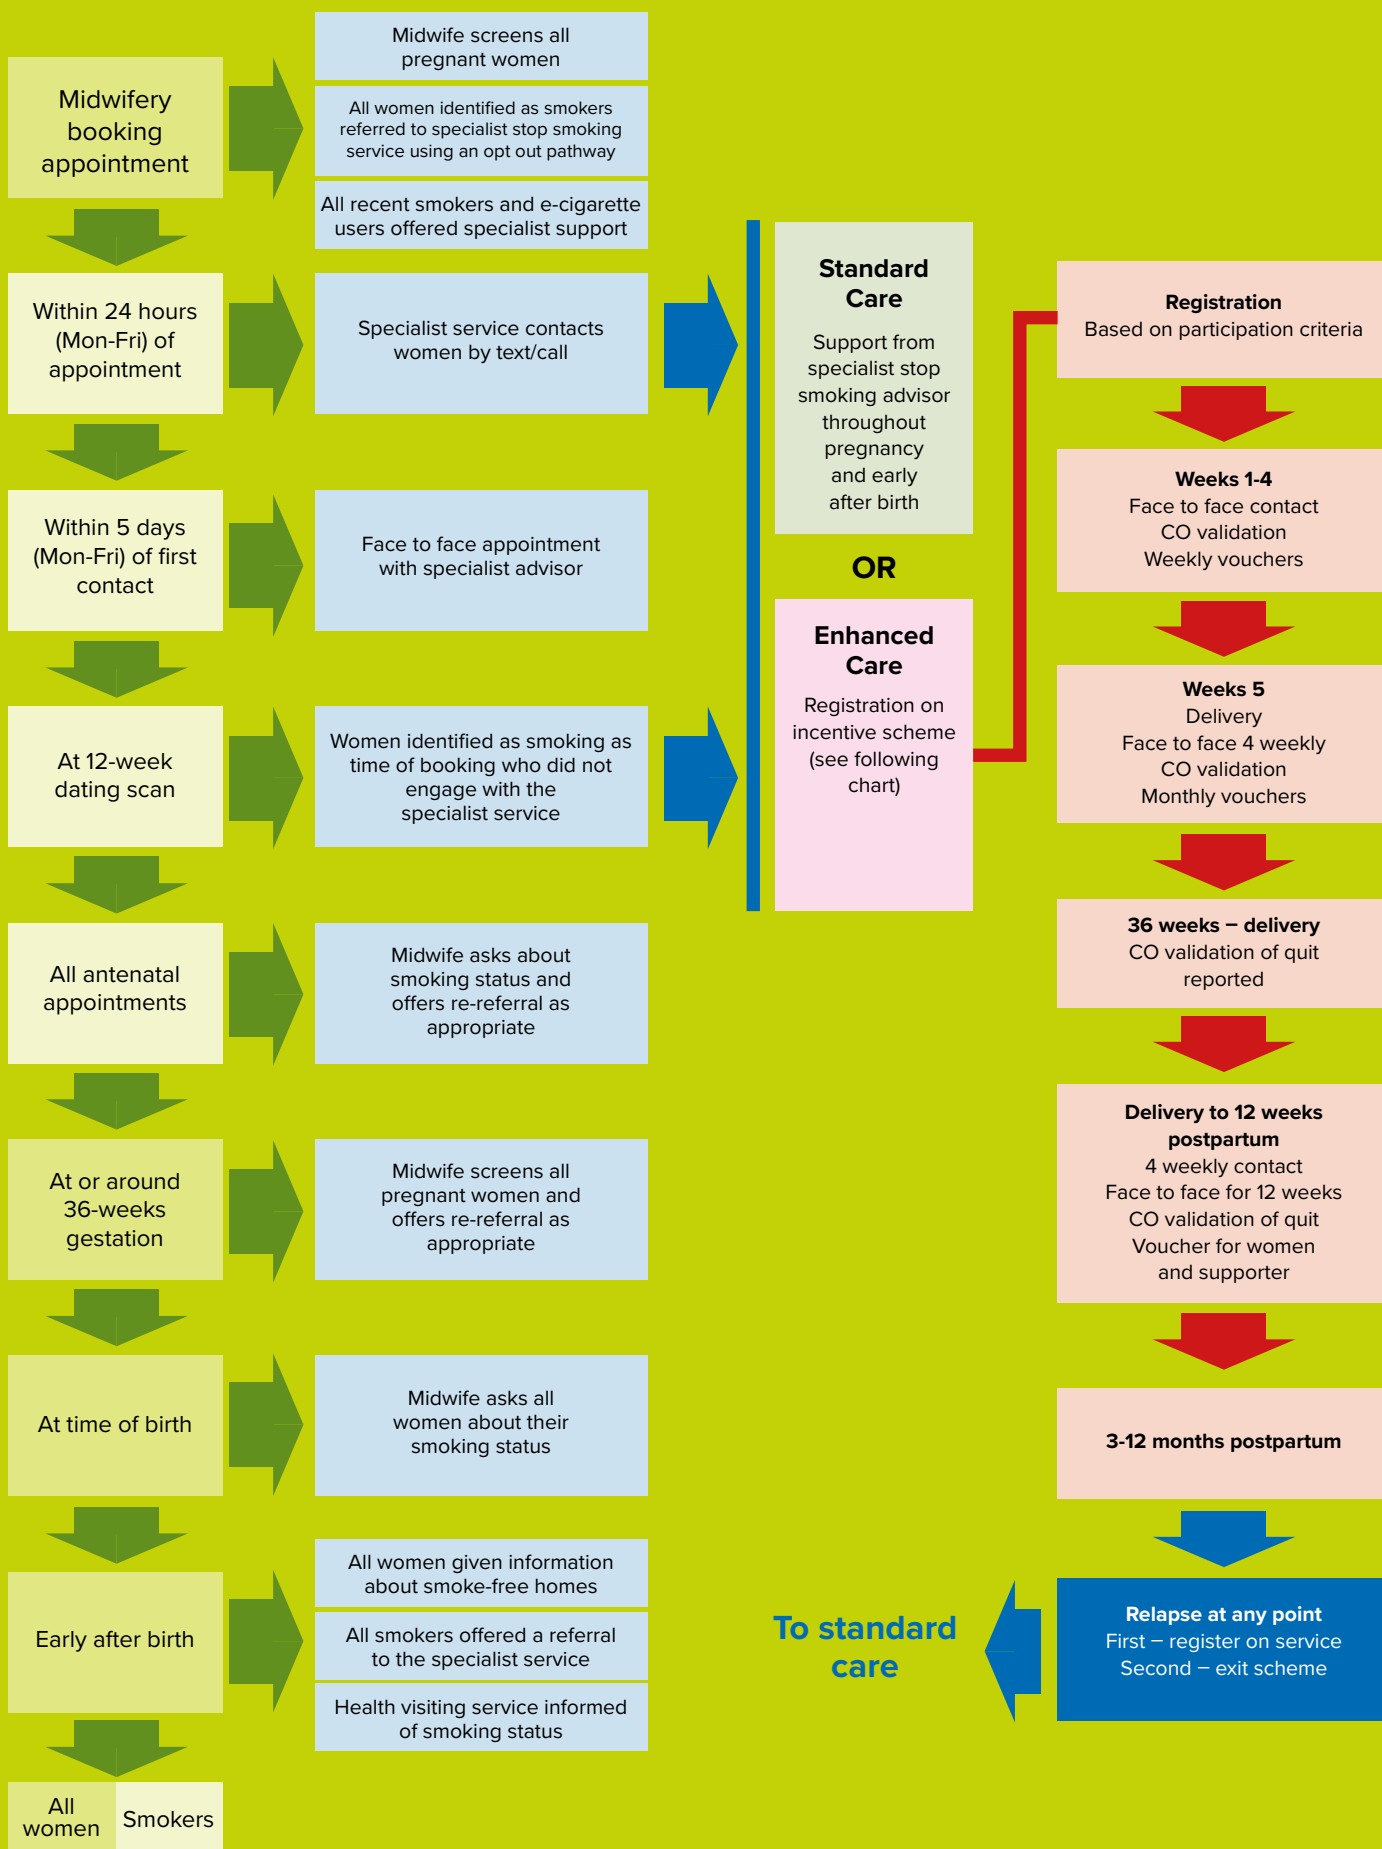 Midwifery
booking
appointment
Midwife screens all
pregnant women
All women identified as smokers
referred to specialist stop smoking
service using an opt out pathway
All recent smokers and e-cigarette
users offered specialist support
Within 24 hours
(Mon-Fri) of
appointment
Specialist service contacts
women by text/call
Within 5 days
(Mon-Fri) of first
contact
Face to face appointment
with specialist advisor
At 12-week
dating scan
Women identified as smoking as
time of booking who did not
engage with the
specialist service
All antenatal
appointments
Midwife asks about
smoking status and
offers re-referral as
appropriate
At or around
36-weeks
gestation
Midwife screens all
pregnant women and
offers re-referral as
appropriate
At time of birth
Midwife asks all
women about their
smoking status
Early after birth
All women given information
about smoke-free homes
All smokers offered a referral
to the specialist service
Health visiting service informed
of smoking status
All
women
Smokers
Standard
Care
Support from
specialist stop
smoking advisor
throughout
pregnancy
and early
after birth
OR
Enhanced
Care
Registration on
incentive scheme
(see following
chart)
Registration
Based on participation criteria
Weeks 1-4
Face to face contact
CO validation
Weekly vouchers
Weeks 5
Delivery
Face to face 4 weekly
CO validation
Monthly vouchers
36 weeks – delivery
CO validation of quit
reported
Delivery to 12 weeks
postpartum
4 weekly contact
Face to face for 12 weeks
CO validation of quit
Voucher for women
and supporter
3-12 months postpartum
Relapse at any point
First – register on service
Second – exit scheme
To standard
care